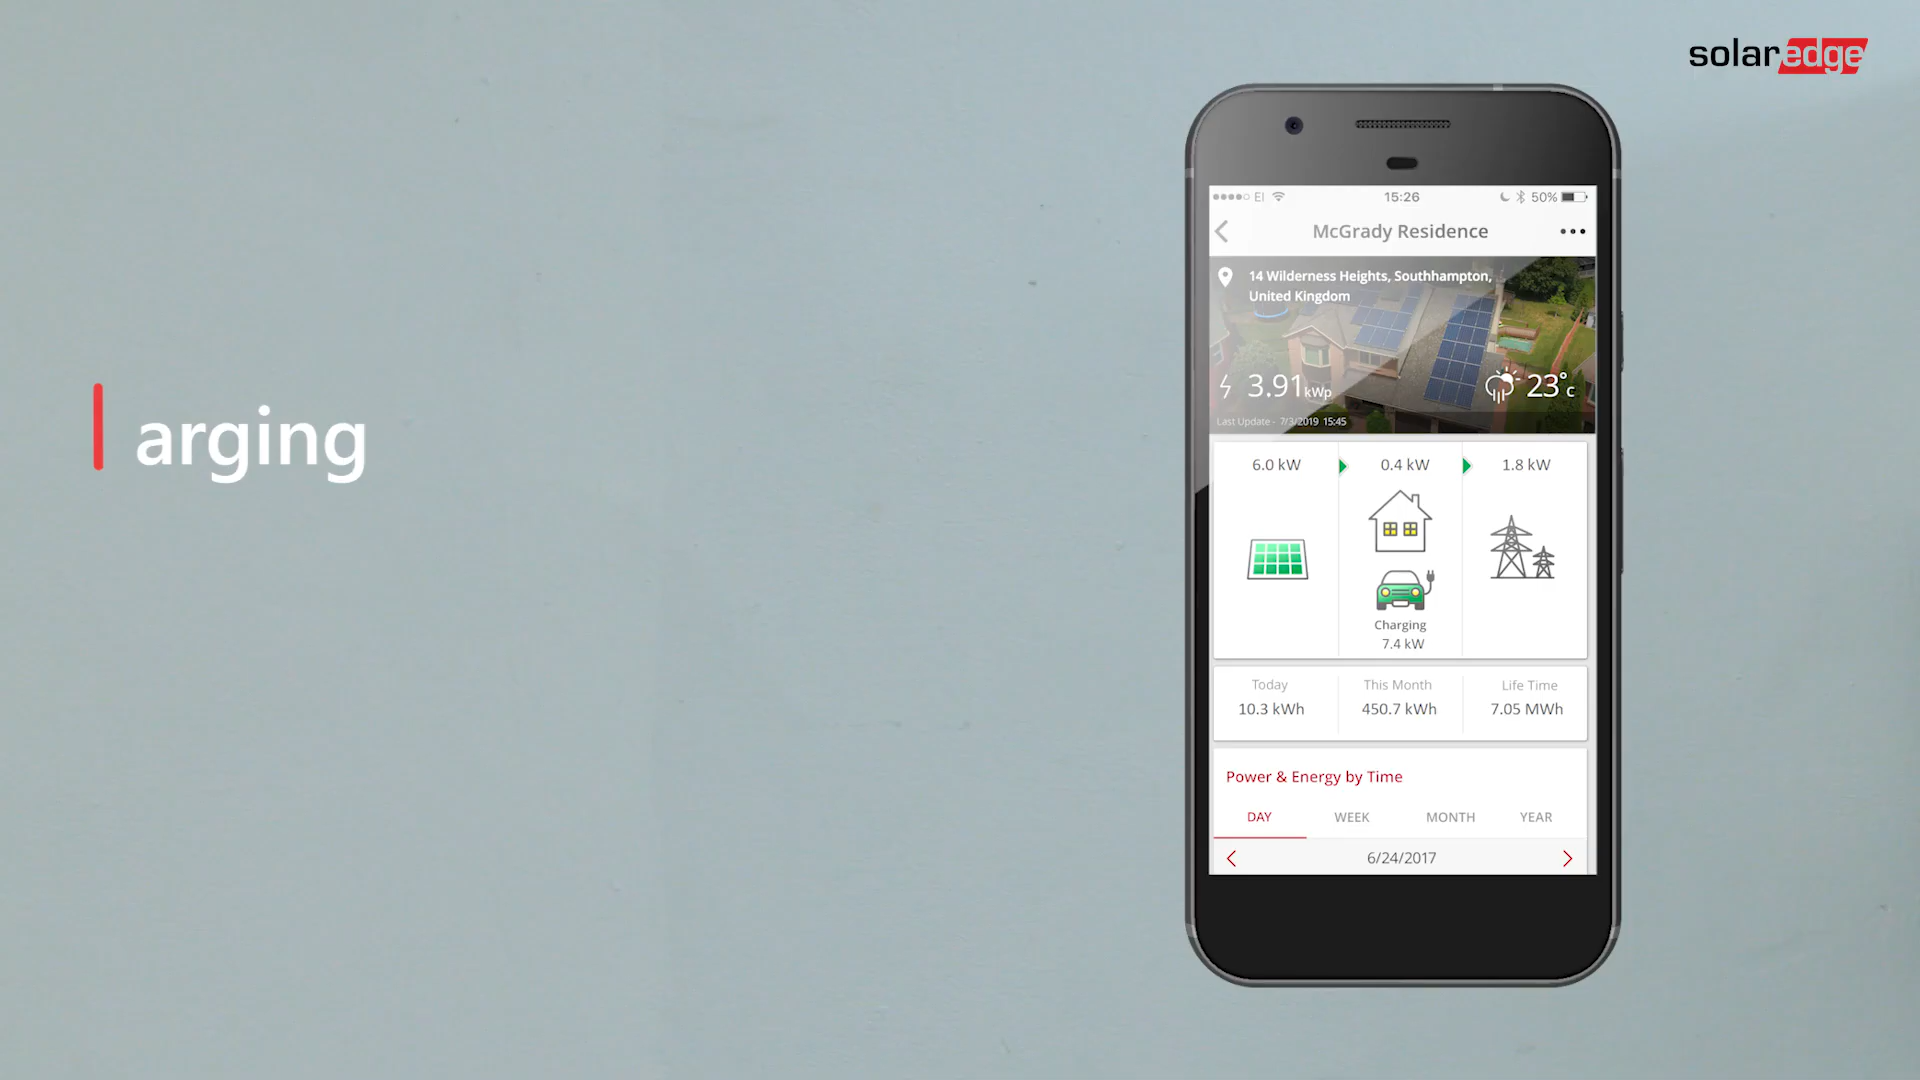 solaredge
arging
EI 15:26 50%
McGrady Residence
14 Wilderness Heights, Southhampton,
United Kingdom
3.91kWp 23°c
Last Update - 7/3/2019 15:45
6.0 kW 0.4 kW 1.8 kW
Charging
7.4 kW
Today This Month Life Time
10.3 kWh 450.7 kWh 7.05 MWh
Power & Energy by Time
DAY WEEK MONTH YEAR
6/24/2017